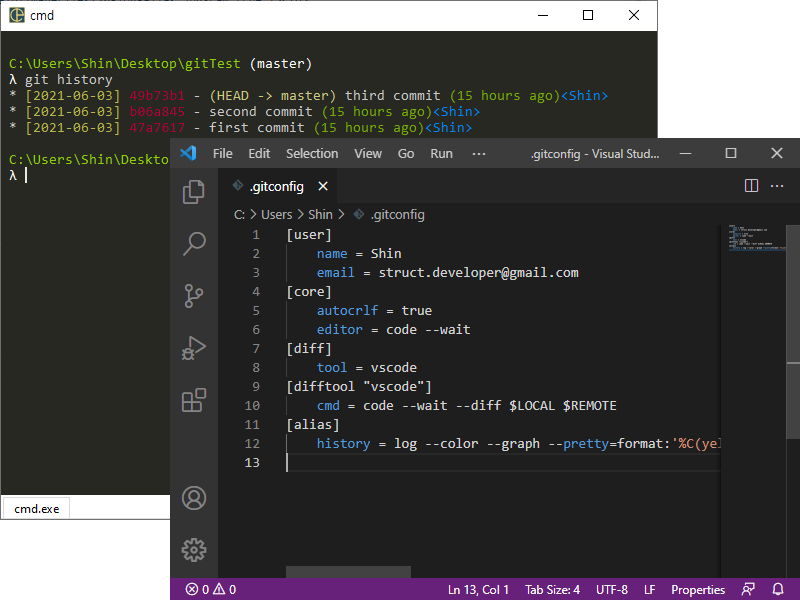 cmd
C:\Users\Shin\Desktop\gitTest (master)
λ git history
* [2021-06-03] 49b73b1 - (HEAD -> master) third commit (15 hours ago)<Shin>
* [2021-06-03] b06a845 - second commit (15 hours ago)<Shin>
* [2021-06-03] 47a7617 - first commit (15 hours ago)<Shin>
C:\Users\Shin\Deskto
λ
cmd.exe
File Edit Selection View Go Run ··· .gitconfig - Visual Stud...
.gitconfig
C: > Users > Shin > .gitconfig
1 [user]
2 name = Shin
3 email = struct.developer@gmail.com
4 [core]
5 autocrlf = true
6 editor = code --wait
7 [diff]
8 tool = vscode
9 [difftool "vscode"]
10 cmd = code --wait --diff $LOCAL $REMOTE
11 [alias]
12 history = log --color --graph --pretty=format:'%C(yel
13
0 0 Ln 13, Col 1 Tab Size: 4 UTF-8 LF Properties